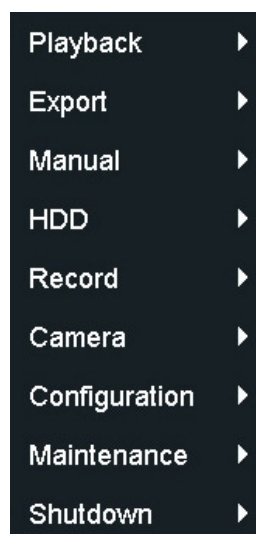 Playback
Export
Manual
HDD
Record
Camera
Configuration
Maintenance
Shutdown